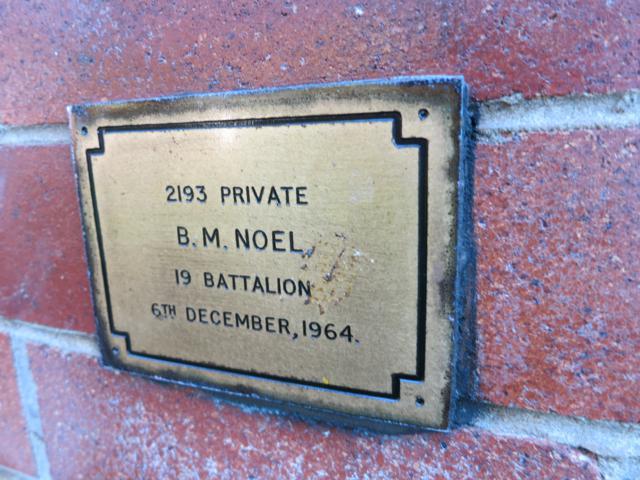 2193 PRIVATE
B. M. NOEL
19 BATTALION
6TH DECEMBER, 1964.